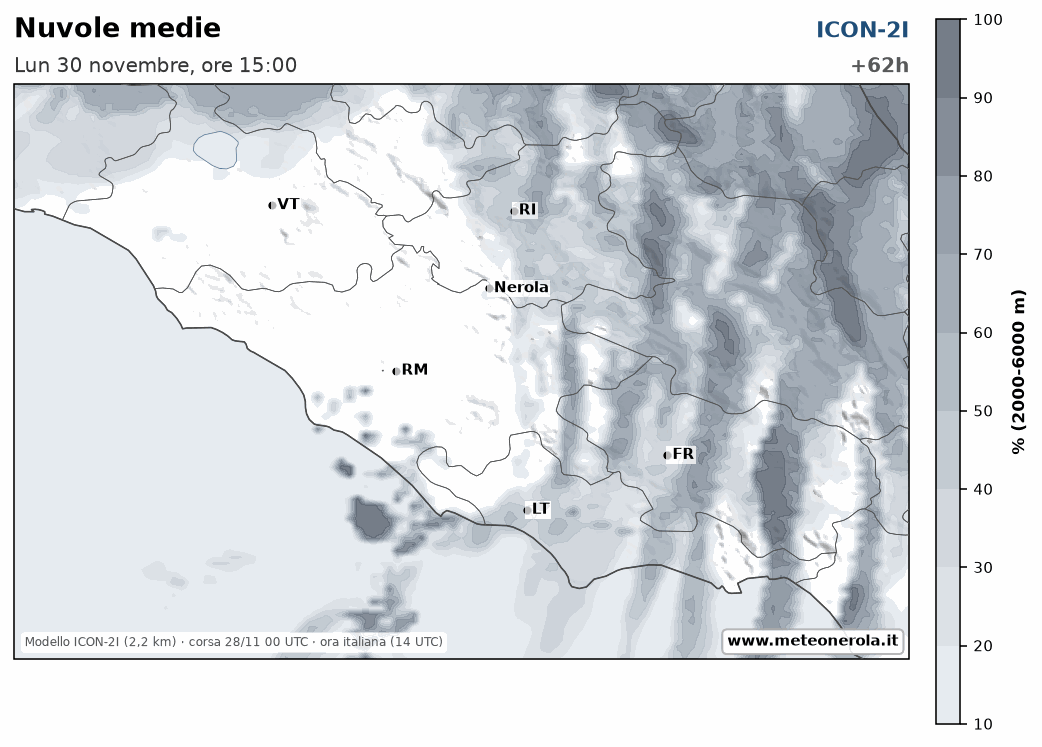 Nuvole medie
ICON-2I
Lun 30 novembre, ore 15:00
+62h
100
90
80
70
60
50
40
30
20
10
% (2000-6000 m)
VT
RI
Nerola
RM
FR
LT
Modello ICON-2I (2,2 km) · corsa 28/11 00 UTC · ora italiana (14 UTC)
www.meteonerola.it